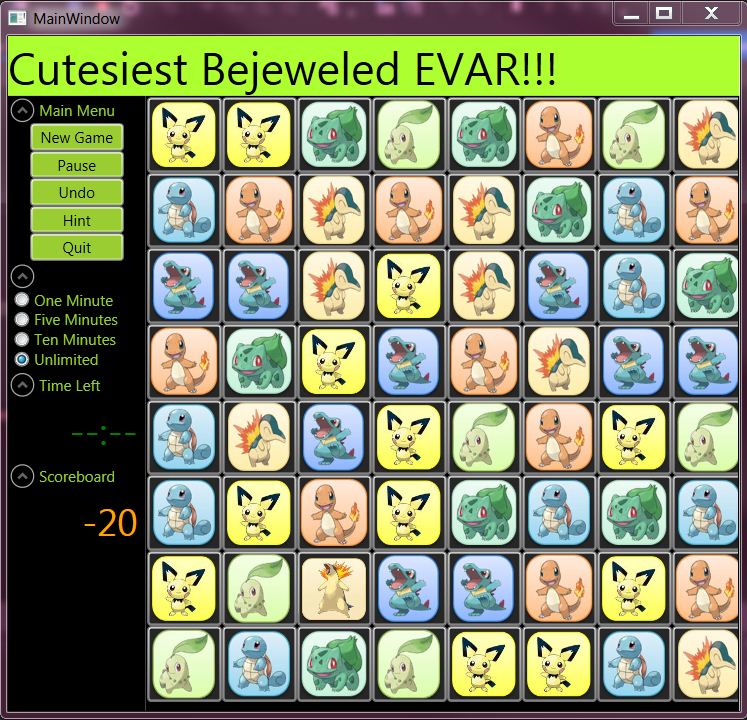 MainWindow
Cutesiest Bejeweled EVAR!!!
Main Menu
New Game
Pause
Undo
Hint
Quit
One Minute
Five Minutes
Ten Minutes
Unlimited
Time Left
--:--
Scoreboard
-20